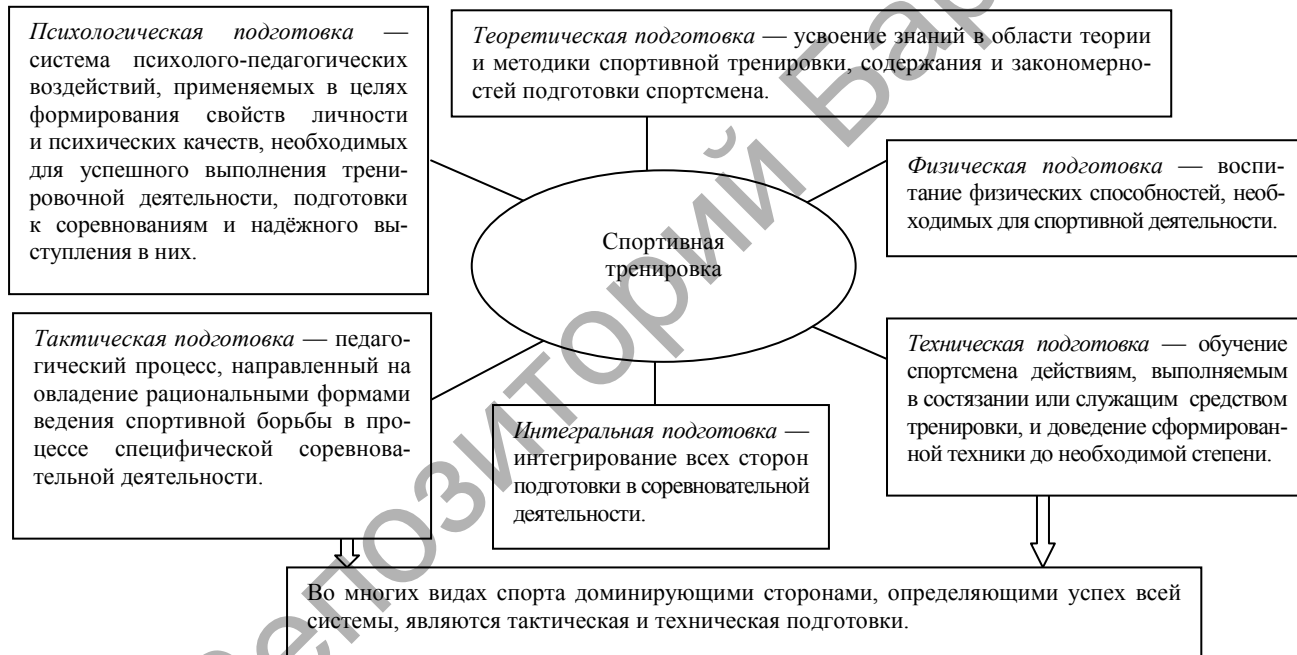 Психологическая подготовка —
система психолого-педагогических
воздействий, применяемых в целях
формирования свойств личности
и психических качеств, необходимых
для успешного выполнения трени-
ровочной деятельности, подготовки
к соревнованиям и надёжного вы-
ступления в них.
Теоретическая подготовка — усвоение знаний в области теории
и методики спортивной тренировки, содержания и закономерно-
стей подготовки спортсмена.
Физическая подготовка — воспи-
тание физических способностей, необ-
ходимых для спортивной деятельности.
Спортивная
тренировка
Тактическая подготовка — педаго-
гический процесс, направленный на
овладение рациональными формами
ведения спортивной борьбы в про-
цессе специфической соревнова-
тельной деятельности.
Интегральная подготовка —
интегрирование всех сторон
подготовки в соревновательной
деятельности.
Техническая подготовка — обучение
спортсмена действиям, выполняемым
в состязании или служащим средством
тренировки, и доведение сформирован-
ной техники до необходимой степени.
Во многих видах спорта доминирующими сторонами, определяющими успех всей
системы, являются тактическая и техническая подготовки.